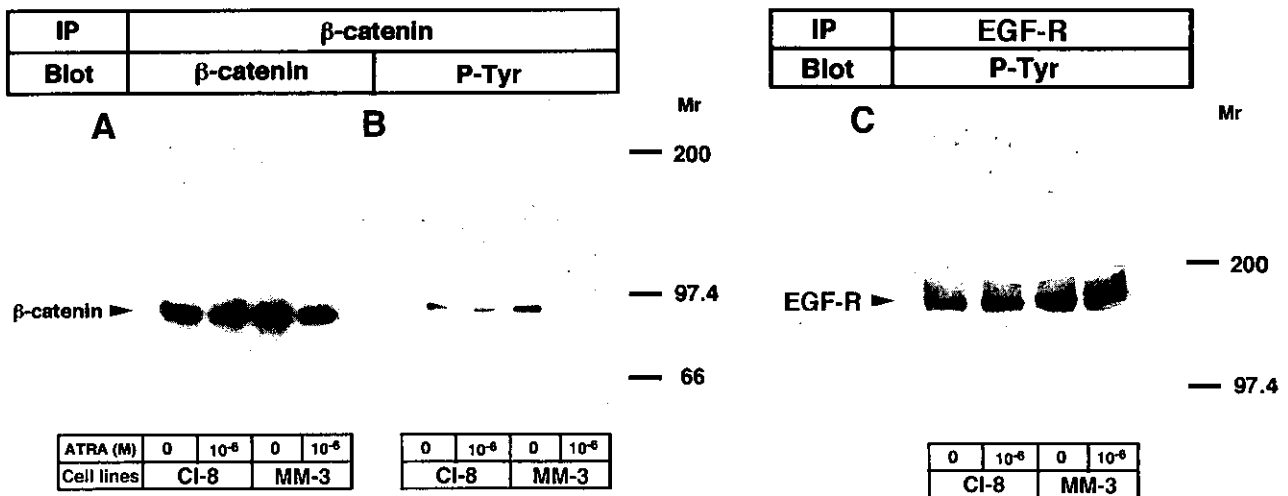 IP β-catenin
Blot β-catenin P-Tyr
A B Mr
200
β-catenin
97.4
66
ATRA (M) 0 10⁻⁶ 0 10⁻⁶ 0 10⁻⁶ 0 10⁻⁶
Cell lines Cl-8 MM-3 Cl-8 MM-3
IP EGF-R
Blot P-Tyr
C Mr
200
EGF-R
97.4
0 10⁻⁶ 0 10⁻⁶
Cl-8 MM-3